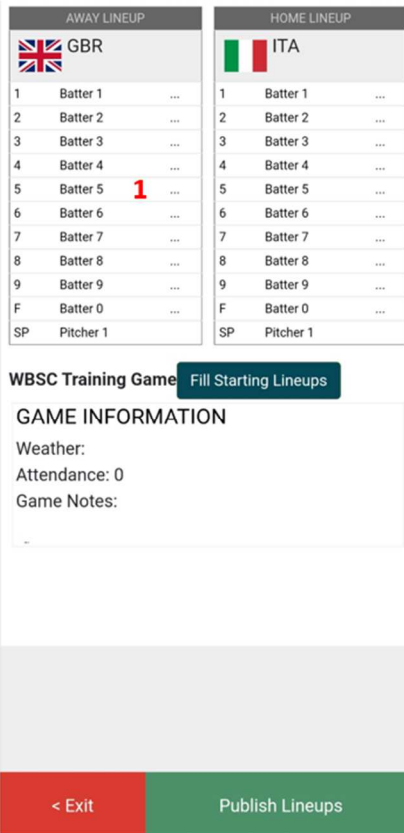 AWAY LINEUP
GBR
1 Batter 1 ...
2 Batter 2 ...
3 Batter 3 ...
4 Batter 4 ...
5 Batter 5 1 ...
6 Batter 6 ...
7 Batter 7 ...
8 Batter 8 ...
9 Batter 9 ...
F Batter 0 ...
SP Pitcher 1
HOME LINEUP
ITA
1 Batter 1 ...
2 Batter 2 ...
3 Batter 3 ...
4 Batter 4 ...
5 Batter 5 ...
6 Batter 6 ...
7 Batter 7 ...
8 Batter 8 ...
9 Batter 9 ...
F Batter 0 ...
SP Pitcher 1
WBSC Training Game Fill Starting Lineups
GAME INFORMATION
Weather:
Attendance: 0
Game Notes:
< Exit
Publish Lineups